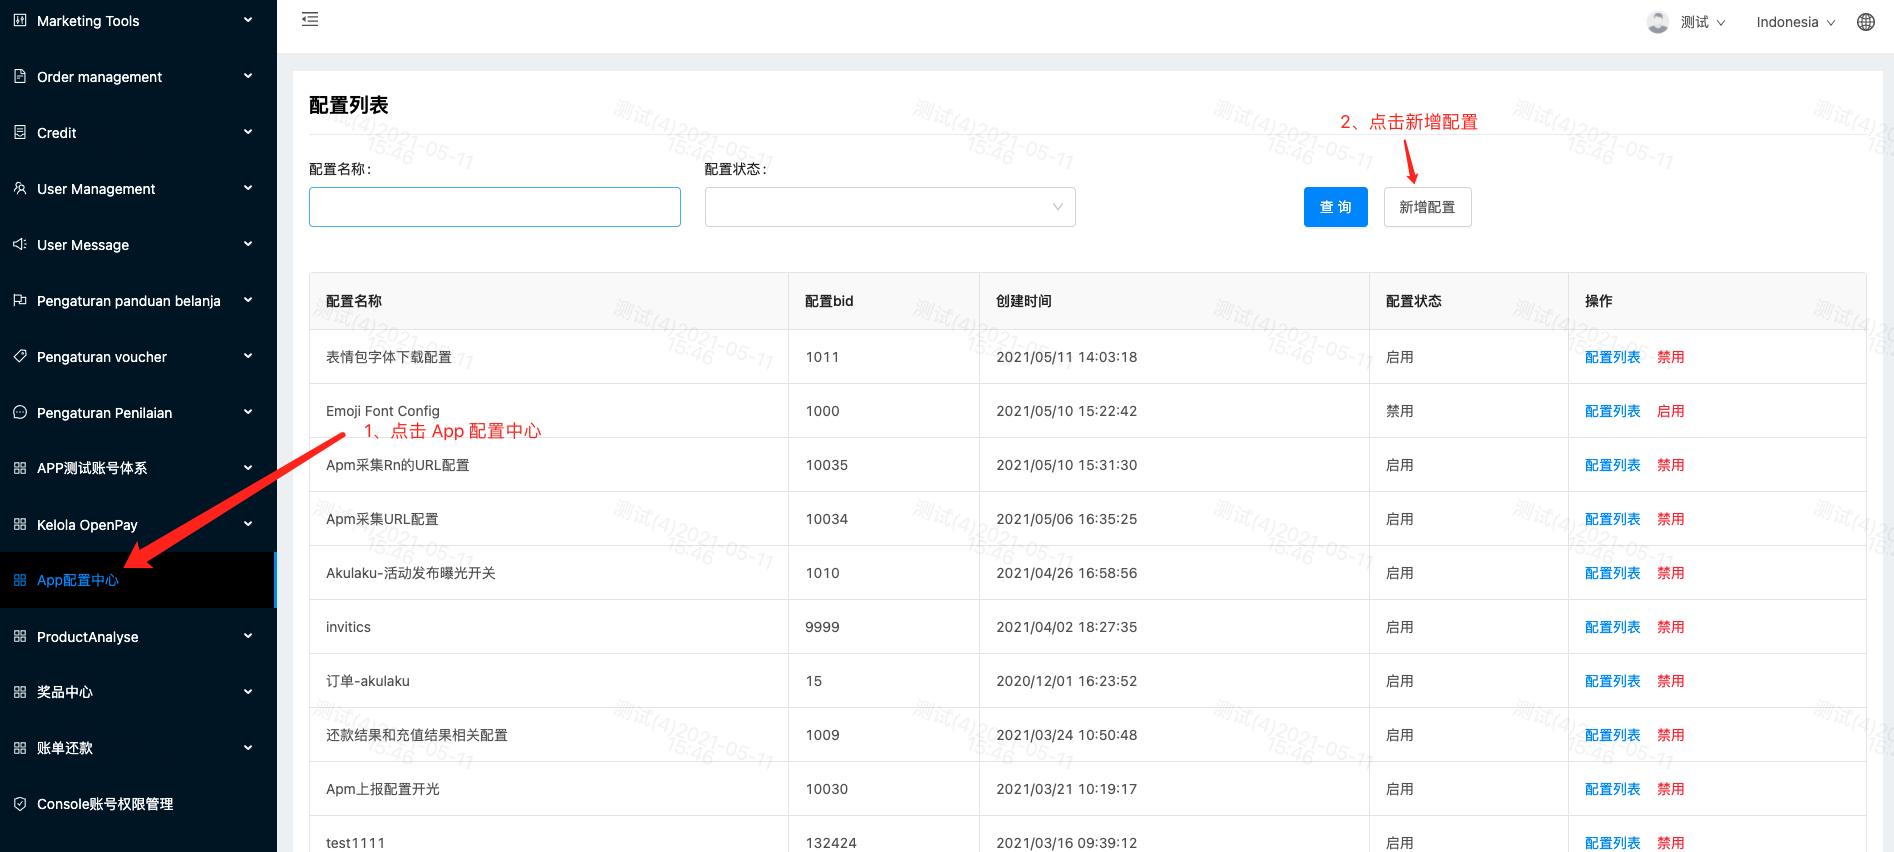 Marketing Tools
Order management
Credit
User Management
User Message
Pengaturan panduan belanja
Pengaturan voucher
Pengaturan Penilaian
APP测试账号体系
Kelola OpenPay
App配置中心
ProductAnalyse
奖品中心
账单还款
Console账号权限管理
测试 Indonesia
配置列表
2、点击新增配置
配置名称: 配置状态:
查 询 新增配置
配置名称 配置bid 创建时间 配置状态 操作
表情包字体下载配置 1011 2021/05/11 14:03:18 启用 配置列表 禁用
Emoji Font Config 1000 2021/05/10 15:22:42 禁用 配置列表 启用
1、点击 App 配置中心
Apm采集Rn的URL配置 10035 2021/05/10 15:31:30 启用 配置列表 禁用
Apm采集URL配置 10034 2021/05/06 16:35:25 启用 配置列表 禁用
Akulaku-活动发布曝光开关 1010 2021/04/26 16:58:56 启用 配置列表 禁用
invitics 9999 2021/04/02 18:27:35 启用 配置列表 禁用
订单-akulaku 15 2020/12/01 16:23:52 启用 配置列表 禁用
还款结果和充值结果相关配置 1009 2021/03/24 10:50:48 启用 配置列表 禁用
Apm上报配置开光 10030 2021/03/21 10:19:17 启用 配置列表 禁用
test1111 132424 2021/03/16 09:39:12 启用 配置列表 禁用
测试(4)2021-05-11
15:46